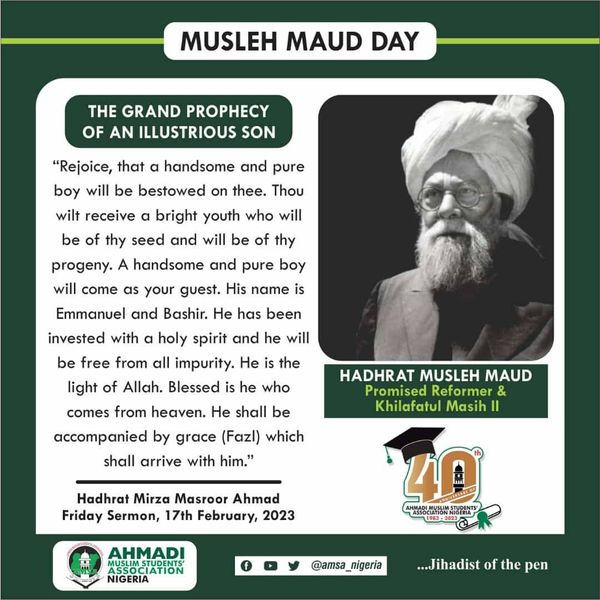 MUSLEH MAUD DAY
THE GRAND PROPHECY
OF AN ILLUSTRIOUS SON
“Rejoice, that a handsome and pure
boy will be bestowed on thee. Thou
wilt receive a bright youth who will
be of thy seed and will be of thy
progeny. A handsome and pure boy
will come as your guest. His name is
Emmanuel and Bashir. He has been
invested with a holy spirit and he will
be free from all impurity. He is the
light of Allah. Blessed is he who
comes from heaven. He shall be
accompanied by grace (Fazl) which
shall arrive with him.”
Hadhrat Mirza Masroor Ahmad
Friday Sermon, 17th February, 2023
HADHRAT MUSLEH MAUD
Promised Reformer &
Khilafatul Masih II
40th
AHMADI MUSLIM STUDENTS'
ASSOCIATION NIGERIA
1983 - 2023
AHMADI
MUSLIM STUDENTS'
ASSOCIATION
NIGERIA
@amsa_nigeria
...Jihadist of the pen